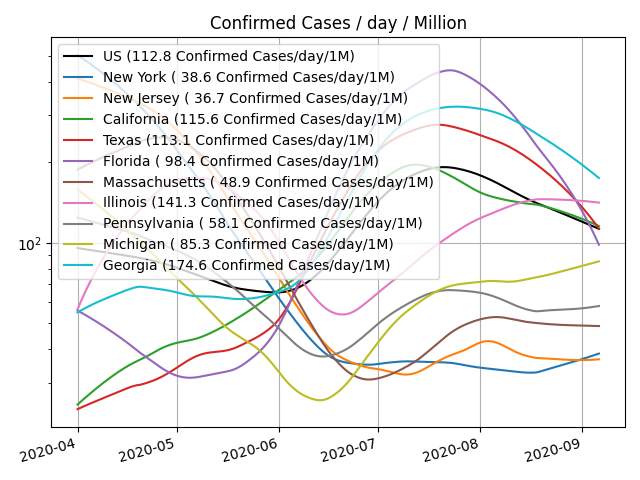 Confirmed Cases / day / Million
US (112.8 Confirmed Cases/day/1M)
New York ( 38.6 Confirmed Cases/day/1M)
New Jersey ( 36.7 Confirmed Cases/day/1M)
California (115.6 Confirmed Cases/day/1M)
Texas (113.1 Confirmed Cases/day/1M)
Florida ( 98.4 Confirmed Cases/day/1M)
Massachusetts ( 48.9 Confirmed Cases/day/1M)
Illinois (141.3 Confirmed Cases/day/1M)
Pennsylvania ( 58.1 Confirmed Cases/day/1M)
Michigan ( 85.3 Confirmed Cases/day/1M)
Georgia (174.6 Confirmed Cases/day/1M)
10²
2020-04 2020-05 2020-06 2020-07 2020-08 2020-09